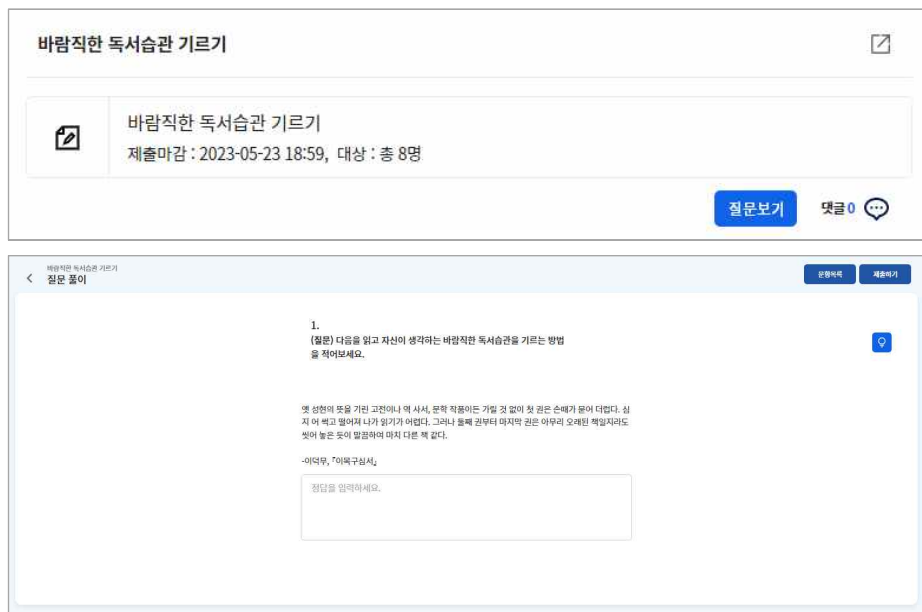 바람직한 독서습관 기르기
바람직한 독서습관 기르기
제출마감 : 2023-05-23 18:59, 대상 : 총 8명
질문보기 댓글 0
바람직한 독서습관 기르기
질문 풀이
문항목록 제출하기
1.
(질문) 다음을 읽고 자신이 생각하는 바람직한 독서습관을 기르는 방법
을 적어보세요.
옛 성현의 뜻을 기린 고전이나 역 사서, 문학 작품이든 가릴 것 없이 첫 권은 손때가 묻어 더럽다. 심
지 어 썩고 떨어져 나가 읽기가 어렵다. 그러나 둘째 권부터 마지막 권은 아무리 오래된 책일지라도
씻어 놓은 듯이 말끔하여 마치 다른 책 같다.
-이덕무, 「이목구심서」
정답을 입력하세요.